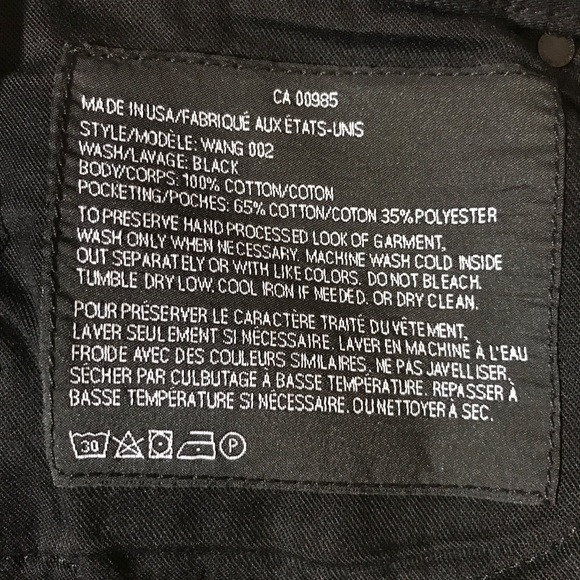 CA 00985
MADE IN USA/FABRIQUÉ AUX ÉTATS-UNIS
STYLE/MODÈLE: WANG 002
WASH/LAVAGE: BLACK
BODY/CORPS: 100% COTTON/COTON
POCKETING/POCHES: 65% COTTON/COTON 35% POLYESTER
TO PRESERVE HAND PROCESSED LOOK OF GARMENT,
WASH ONLY WHEN NECESSARY. MACHINE WASH COLD INSIDE
OUT SEPARATELY OR WITH LIKE COLORS. DO NOT BLEACH.
TUMBLE DRY LOW, COOL IRON IF NEEDED, OR DRY CLEAN.
POUR PRÉSERVER LE CARACTÈRE TRAITÉ DU VÊTEMENT,
LAVER SEULEMENT SI NÉCESSAIRE. LAVER EN MACHINE À L'EAU
FROIDE AVEC DES COULEURS SIMILAIRES, NE PAS JAVELLISER,
SÉCHER PAR CULBUTAGE À BASSE TEMPÉRATURE. REPASSER À
BASSE TEMPÉRATURE SI NÉCESSAIRE. OU NETTOYER À SEC.
30 P